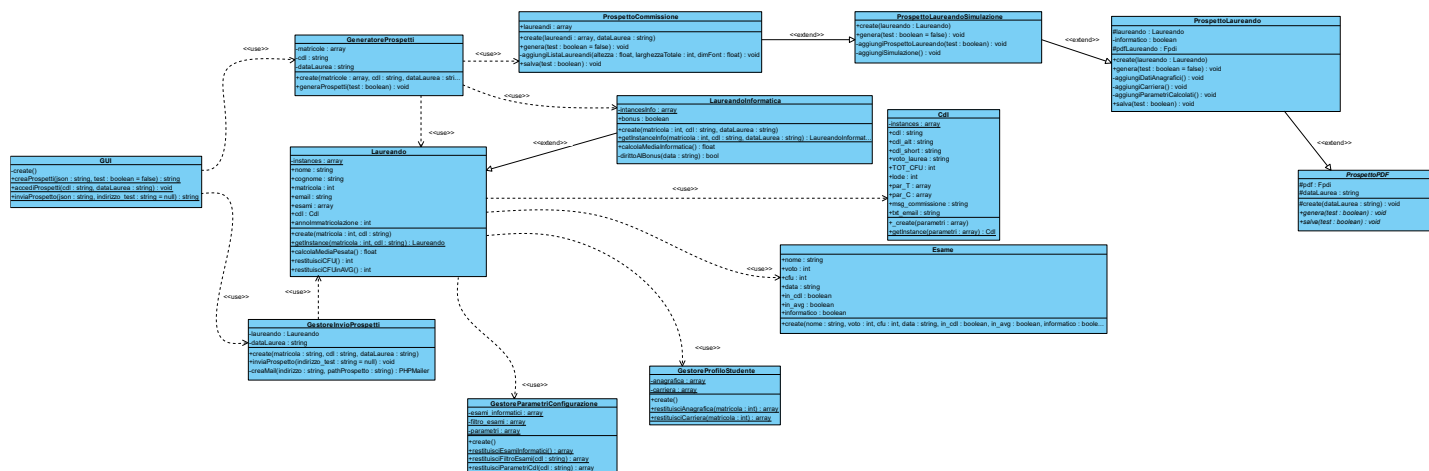 ProspettoCommissione
+laureandi : array
+create(laureandi : array, dataLaurea : string)
+genera(test : boolean = false) : void
-aggiungiListaLaureandi(altezza : float, larghezzaTotale : int, dimFont : float) : void
+salva(test : boolean) : void
<<extend>>
ProspettoLaureandoSimulazione
+create(laureando : Laureando)
+genera(test : boolean = false) : void
-aggiungiProspettoLaureando(test : boolean) : void
-aggiungiSimulazione() : void
<<extend>>
ProspettoLaureando
#laureando : Laureando
-informatico : boolean
#pdfLaureando : Fpdi
+create(laureando : Laureando)
+genera(test : boolean = false) : void
-aggiungiDatiAnagrafici() : void
-aggiungiCarriera() : void
-aggiungiParametriCalcolati() : void
+salva(test : boolean) : void
<<extend>>
ProspettoPDF
#pdf : Fpdi
#dataLaurea : string
#create(dataLaurea : string) : void
+genera(test : boolean) : void
+salva(test : boolean) : void
GeneratoreProspetti
-matricole : array
-cdl : string
-dataLaurea : string
+create(matricole : array, cdl : string, dataLaurea : stri...
+generaProspetti(test : boolean) : void
<<use>>
<<use>>
<<use>>
<<use>>
LaureandoInformatica
-intancesInfo : array
+bonus : boolean
+create(matricola : int, cdl : string, dataLaurea : string)
+getInstanceInfo(matricola : int, cdl : string, dataLaurea : string) : LaureandoInformat...
+calcolaMediaInformatica() : float
-dirittoAlBonus(data : string) : bool
<<extend>>
Cdl
-instances : array
+cdl : string
+cdl_alt : string
+cdl_short : string
+voto_laurea : string
+TOT_CFU : int
+lode : int
+par_T : array
+par_C : array
+msg_commissione : string
+txt_email : string
+_create(parametri : array)
+getInstance(parametri : array) : Cdl
GUI
-create()
+creaProspetti(json : string, test : boolean = false) : string
+accediProspetti(cdl : string, dataLaurea : string) : void
+inviaProspetto(json : string, indirizzo_test : string = null) : string
Laureando
-instances : array
+nome : string
+cognome : string
+matricola : int
+email : string
+esami : array
+cdl : Cdl
+annoImmatricolazione : int
+create(matricola : int, cdl : string)
+getInstance(matricola : int, cdl : string) : Laureando
+calcolaMediaPesata() : float
+restituisciCFU() : int
+restituisciCFUinAVG() : int
<<use>>
<<use>>
Esame
+nome : string
+voto : int
+cfu : int
+data : string
+in_cdl : boolean
+in_avg : boolean
+informatico : boolean
+create(nome : string, voto : int, cfu : int, data : string, in_cdl : boolean, in_avg : boolean, informatico : boole...
<<use>>
<<use>>
GestoreInvioProspetti
-laureando : Laureando
-dataLaurea : string
+create(matricola : string, cdl : string, dataLaurea : string)
+inviaProspetto(indirizzo_test : string = null) : void
-creaMail(indirizzo : string, pathProspetto : string) : PHPMailer
<<use>>
<<use>>
GestoreProfiloStudente
-anagrafica : array
-carriera : array
+create()
+restituisciAnagrafica(matricola : int) : array
+restituisciCarriera(matricola : int) : array
GestoreParametriConfigurazione
-esami_informatici : array
-filtro_esami : array
-parametri : array
+create()
+restituisciEsamiInformatici() : array
+restituisciFiltroEsami(cdl : string) : array
+restituisciParametriCdl(cdl : string) : array